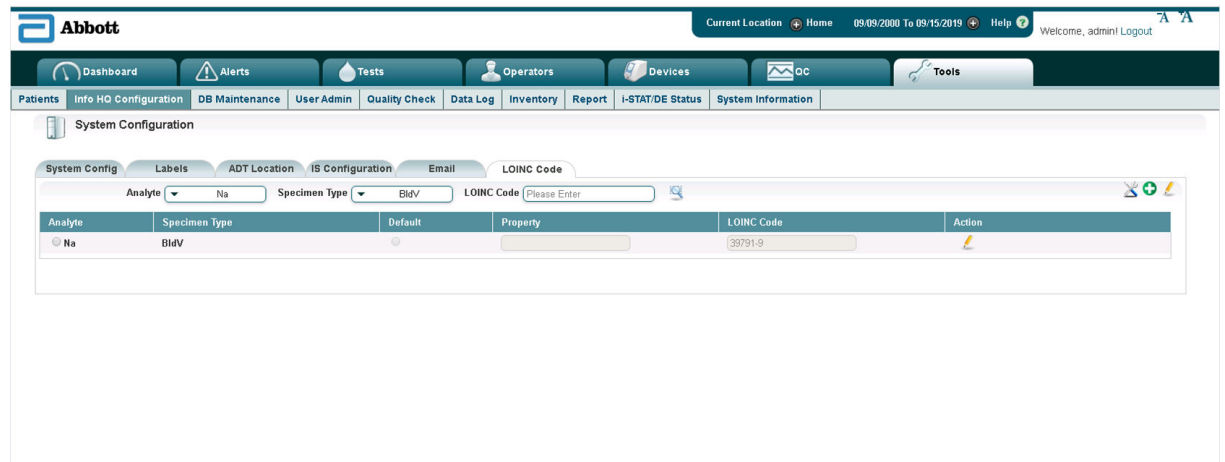 Abbott
Current Location Home 09/09/2000 To 09/15/2019 Help ?
-A +A
Welcome, admin! Logout
Dashboard Alerts Tests Operators Devices QC Tools
Patients Info HQ Configuration DB Maintenance User Admin Quality Check Data Log Inventory Report i-STAT/DE Status System Information
System Configuration
System Config Labels ADT Location IS Configuration Email LOINC Code
Analyte Na Specimen Type BldV LOINC Code Please Enter
Analyte Specimen Type Default Property LOINC Code Action
Na BldV 39791-9